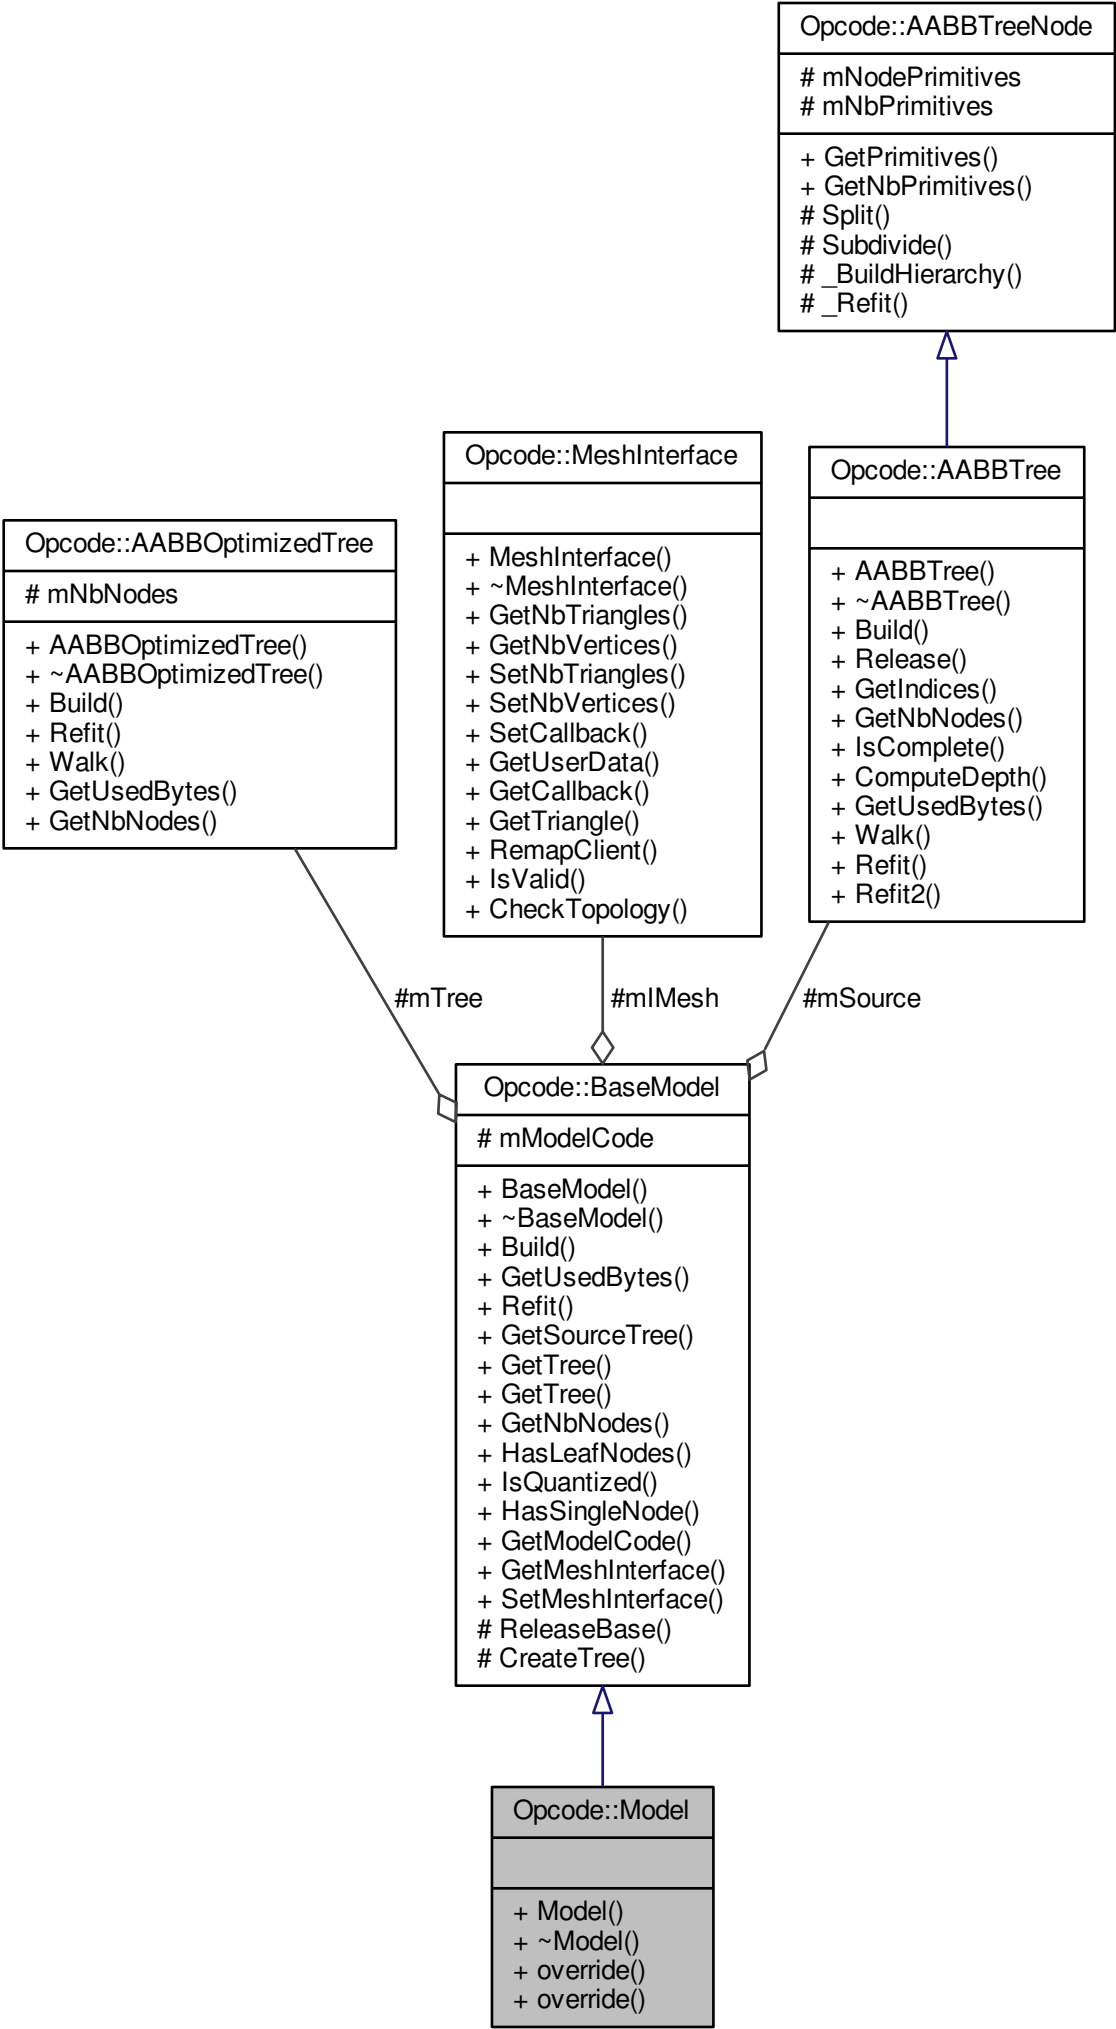 Opcode::AABBTreeNode
# mNodePrimitives
# mNbPrimitives
+ GetPrimitives()
+ GetNbPrimitives()
# Split()
# Subdivide()
# _BuildHierarchy()
# _Refit()
Opcode::MeshInterface
+ MeshInterface()
+ ~MeshInterface()
+ GetNbTriangles()
+ GetNbVertices()
+ SetNbTriangles()
+ SetNbVertices()
+ SetCallback()
+ GetUserData()
+ GetCallback()
+ GetTriangle()
+ RemapClient()
+ IsValid()
+ CheckTopology()
Opcode::AABBTree
+ AABBTree()
+ ~AABBTree()
+ Build()
+ Release()
+ GetIndices()
+ GetNbNodes()
+ IsComplete()
+ ComputeDepth()
+ GetUsedBytes()
+ Walk()
+ Refit()
+ Refit2()
Opcode::AABBOptimizedTree
# mNbNodes
+ AABBOptimizedTree()
+ ~AABBOptimizedTree()
+ Build()
+ Refit()
+ Walk()
+ GetUsedBytes()
+ GetNbNodes()
#mTree
#mIMesh
#mSource
Opcode::BaseModel
# mModelCode
+ BaseModel()
+ ~BaseModel()
+ Build()
+ GetUsedBytes()
+ Refit()
+ GetSourceTree()
+ GetTree()
+ GetTree()
+ GetNbNodes()
+ HasLeafNodes()
+ IsQuantized()
+ HasSingleNode()
+ GetModelCode()
+ GetMeshInterface()
+ SetMeshInterface()
# ReleaseBase()
# CreateTree()
Opcode::Model
+ Model()
+ ~Model()
+ override()
+ override()